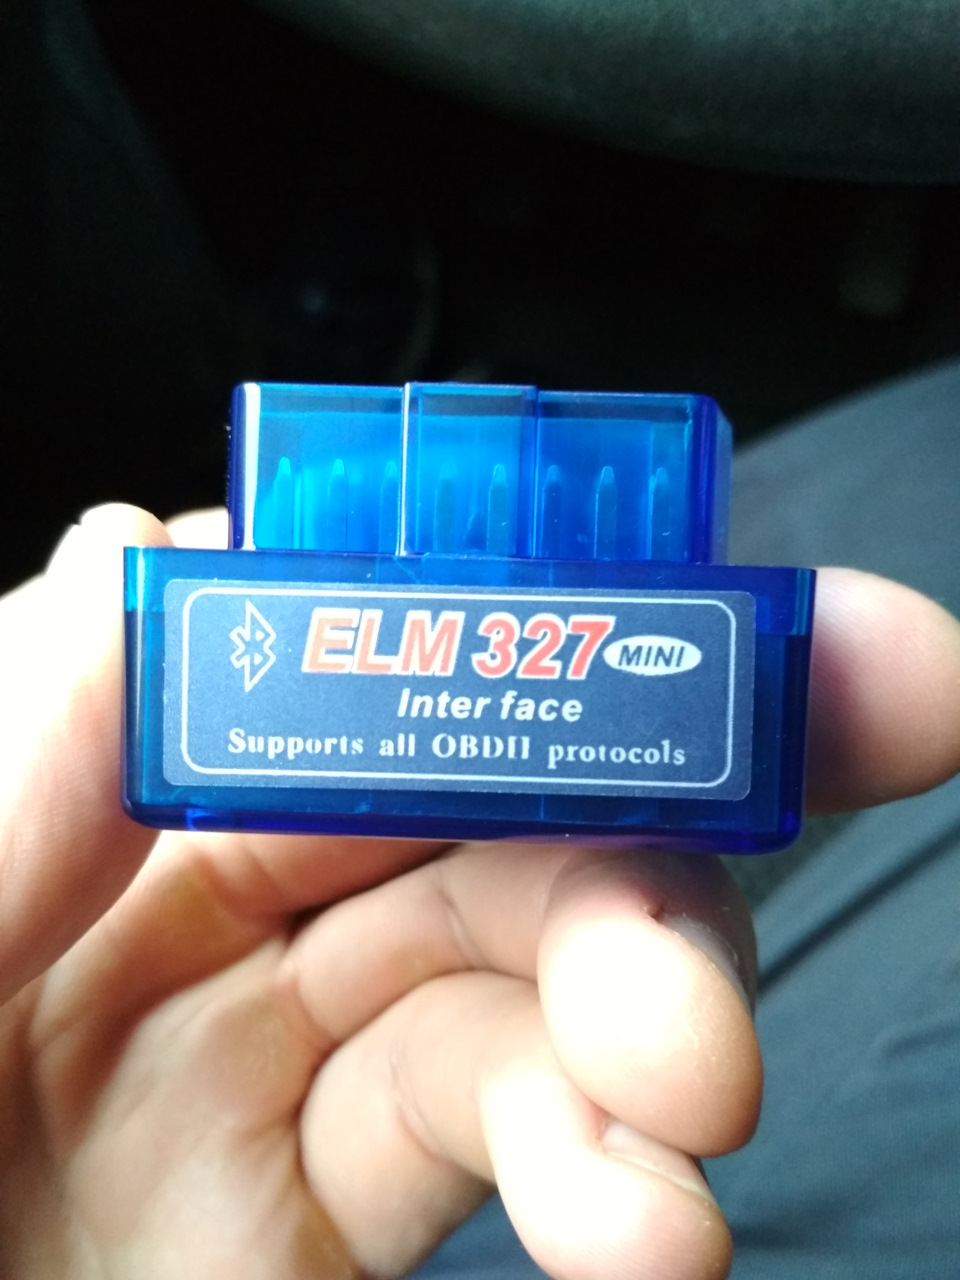 ELM 327 MINI
Inter face
Supports all OBDII protocols